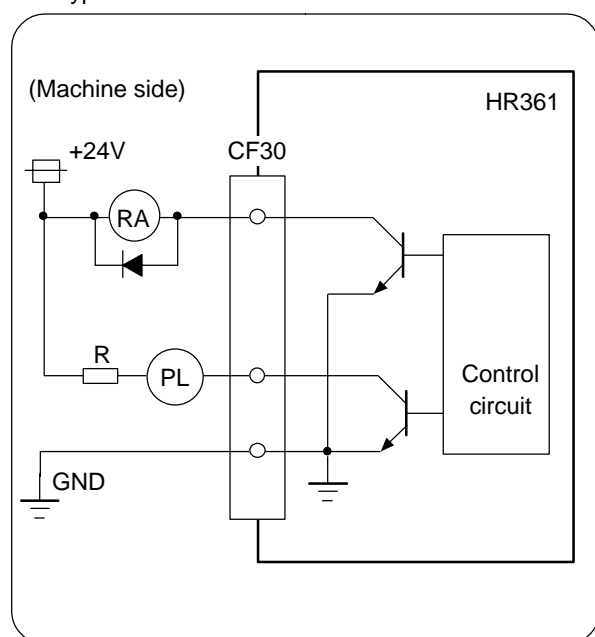 (Machine side)
HR361
+24V
CF30
RA
R
PL
Control
circuit
GND